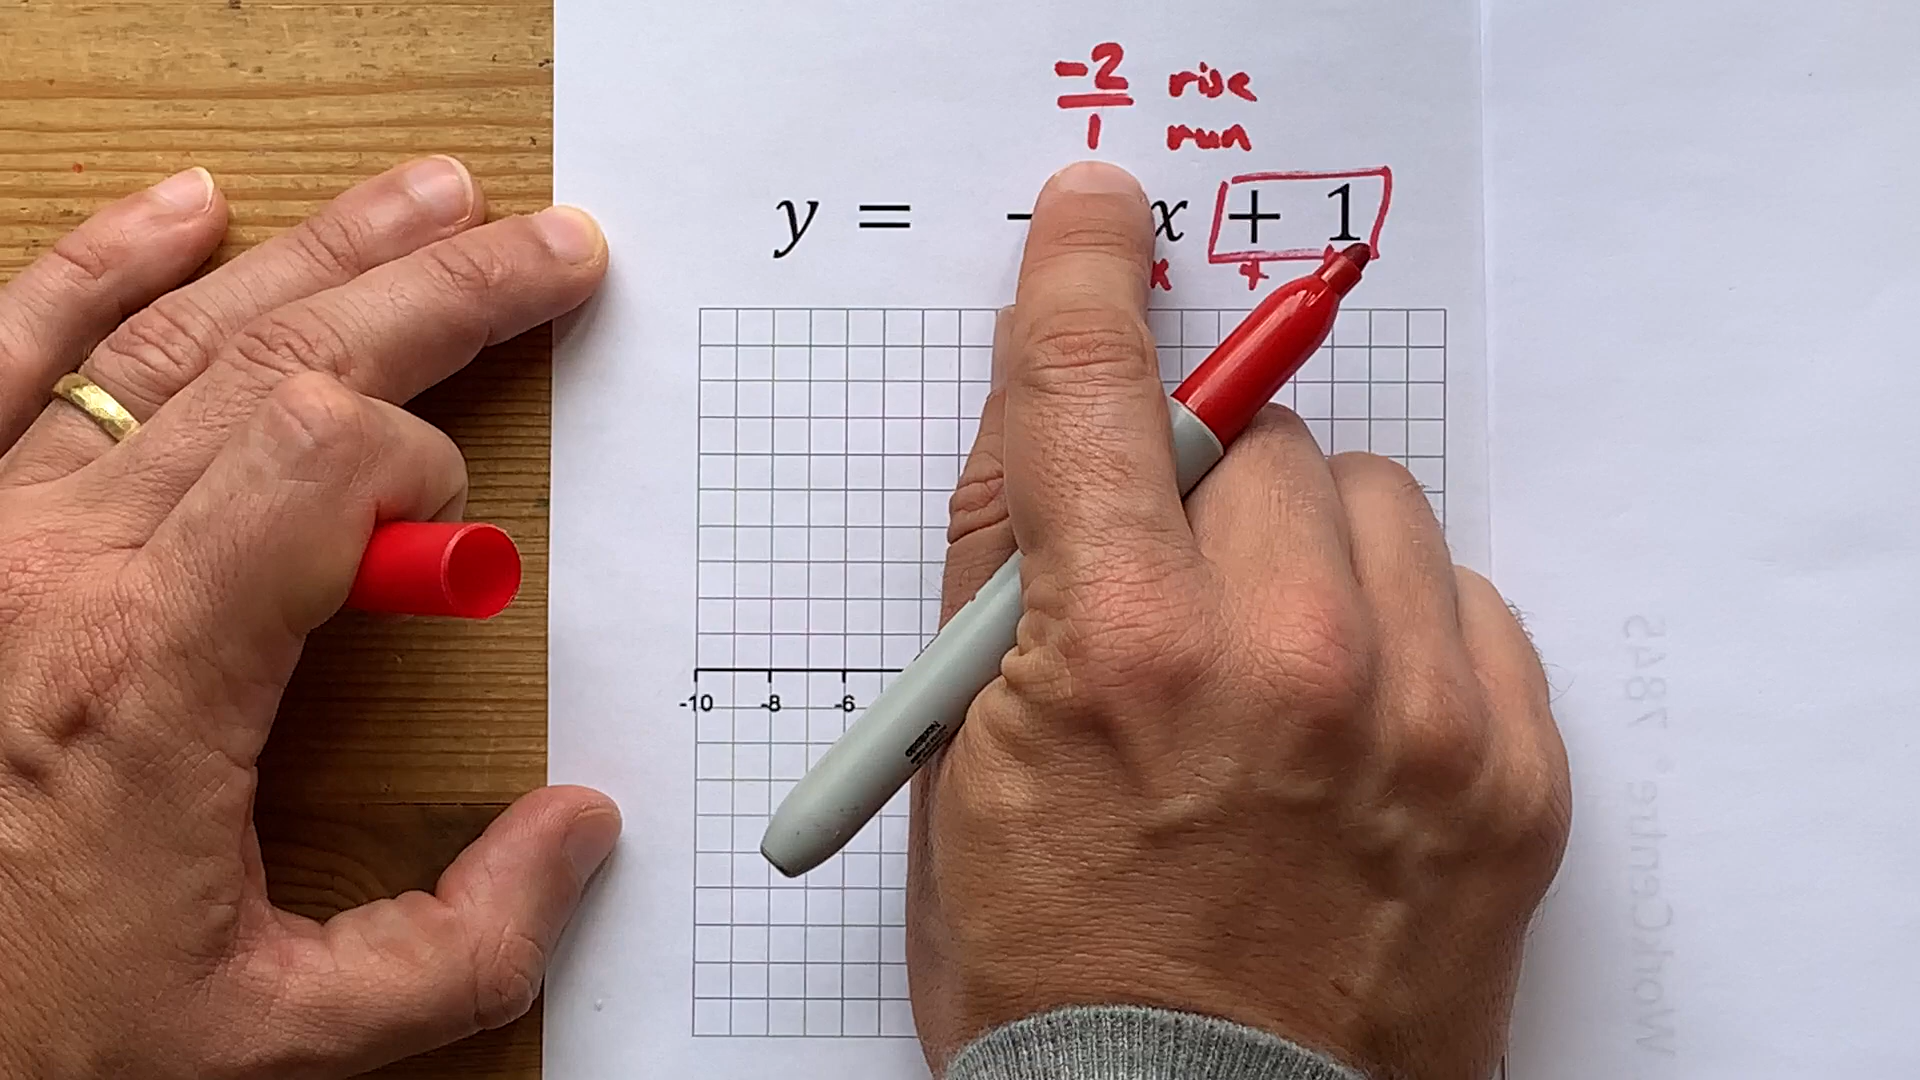 -2 rise
1 run
y = - x + 1
x +
-10 -8 -6